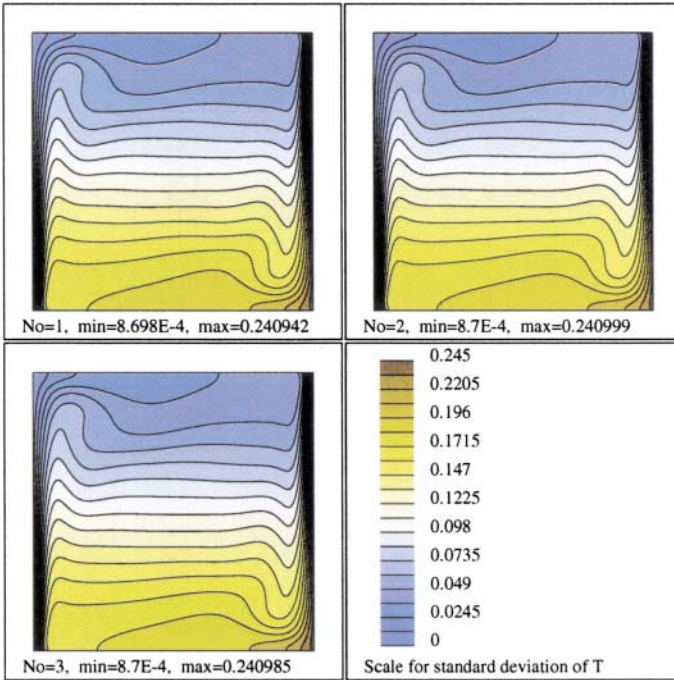 No=1, min=8.698E-4, max=0.240942
No=2, min=8.7E-4, max=0.240999
No=3, min=8.7E-4, max=0.240985
0.245
0.2205
0.196
0.1715
0.147
0.1225
0.098
0.0735
0.049
0.0245
0
Scale for standard deviation of T